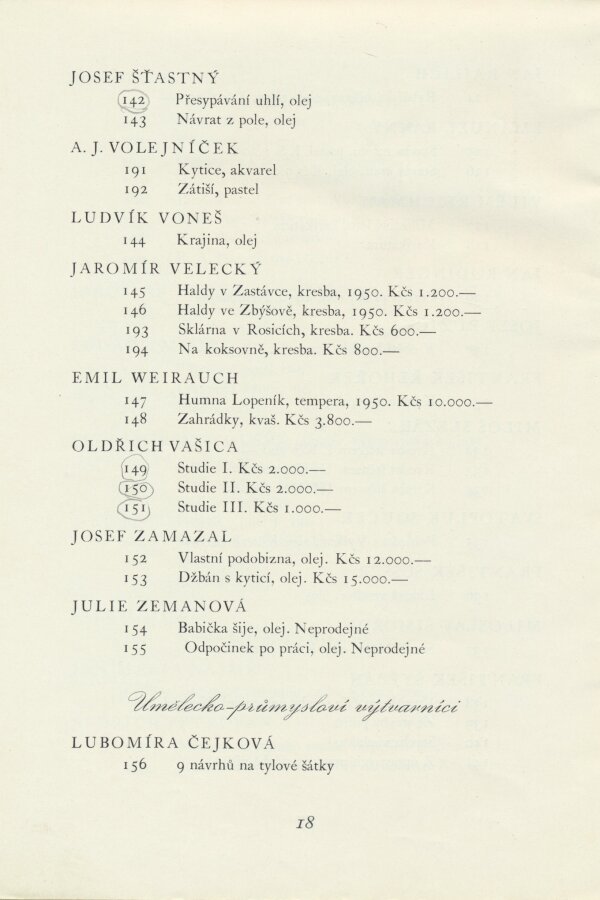 JOSEF ŠŤASTNÝ
142 Přesypávání uhlí, olej
143 Návrat z pole, olej
A. J. VOLEJNÍČEK
191 Kytice, akvarel
192 Zátiší, pastel
LUDVÍK VONEŠ
144 Krajina, olej
JAROMÍR VELECKÝ
145 Haldy v Zastávce, kresba, 1950. Kčs 1.200.—
146 Haldy ve Zbýšově, kresba, 1950. Kčs 1.200.—
193 Sklárna v Rosicích, kresba. Kčs 600.—
194 Na koksovně, kresba. Kčs 800.—
EMIL WEIRAUCH
147 Humna Lopeník, tempera, 1950. Kčs 10.000.—
148 Zahrádky, kvaš. Kčs 3.800.—
OLDŘICH VAŠICA
149 Studie I. Kčs 2.000.—
150 Studie II. Kčs 2.000.—
151 Studie III. Kčs 1.000.—
JOSEF ZAMAZAL
152 Vlastní podobizna, olej. Kčs 12.000.—
153 Džbán s kyticí, olej. Kčs 15.000.—
JULIE ZEMANOVÁ
154 Babička šije, olej. Neprodejné
155 Odpočinek po práci, olej. Neprodejné
Umělecko-průmysloví výtvarníci
LUBOMÍRA ČEJKOVÁ
156 9 návrhů na tylové šátky
18